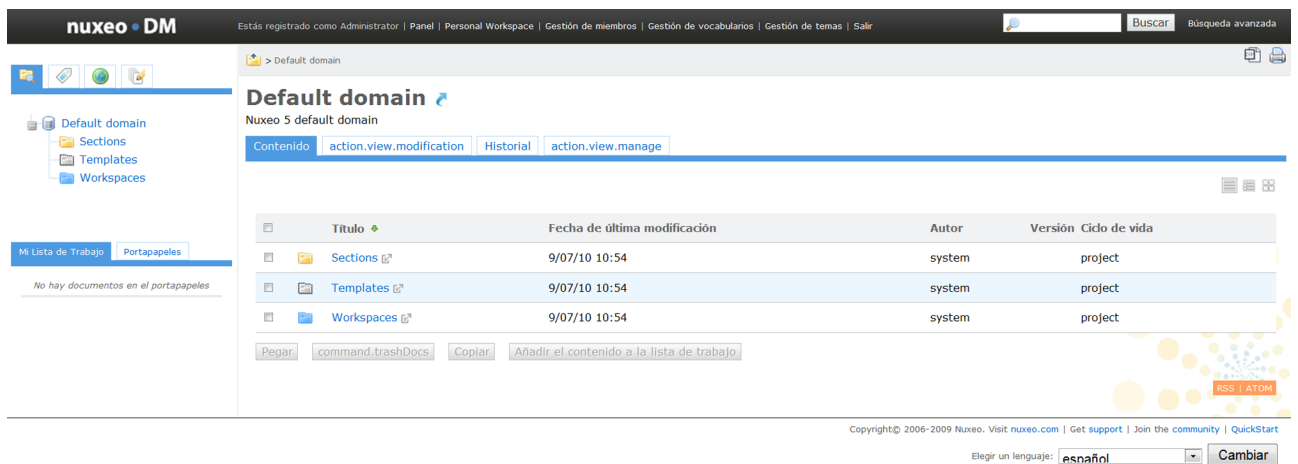 nuxeo DM
Estás registrado como Administrator | Panel | Personal Workspace | Gestión de miembros | Gestión de vocabularios | Gestión de temas | Salir
Buscar
Búsqueda avanzada
> Default domain
Default domain
Sections
Templates
Workspaces
Mi Lista de Trabajo
Portapapeles
No hay documentos en el portapapeles
Default domain
Nuxeo 5 default domain
Contenido
action.view.modification
Historial
action.view.manage
Título
Fecha de última modificación
Autor
Versión
Ciclo de vida
Sections 9/07/10 10:54 system project
Templates 9/07/10 10:54 system project
Workspaces 9/07/10 10:54 system project
Pegar
command.trashDocs
Copiar
Añadir el contenido a la lista de trabajo
RSS | ATOM
Copyright© 2006-2009 Nuxeo. Visit nuxeo.com | Get support | Join the community | QuickStart
Elegir un lenguaje: español
Cambiar